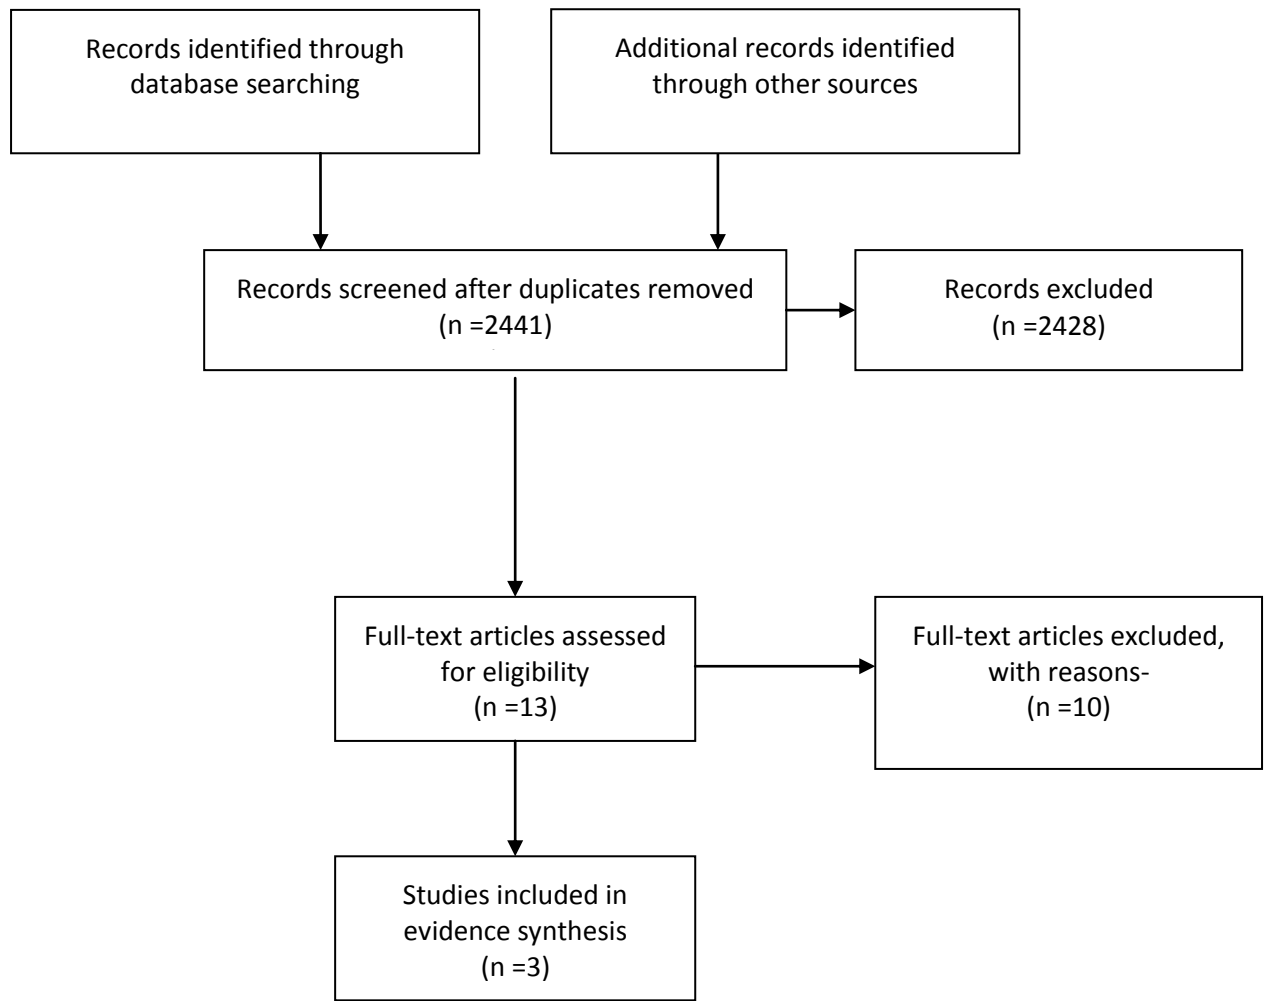 Records identified through
database searching
Additional records identified
through other sources
Records screened after duplicates removed
(n =2441)
Records excluded
(n =2428)
Full-text articles assessed
for eligibility
(n =13)
Full-text articles excluded,
with reasons-
(n =10)
Studies included in
evidence synthesis
(n =3)